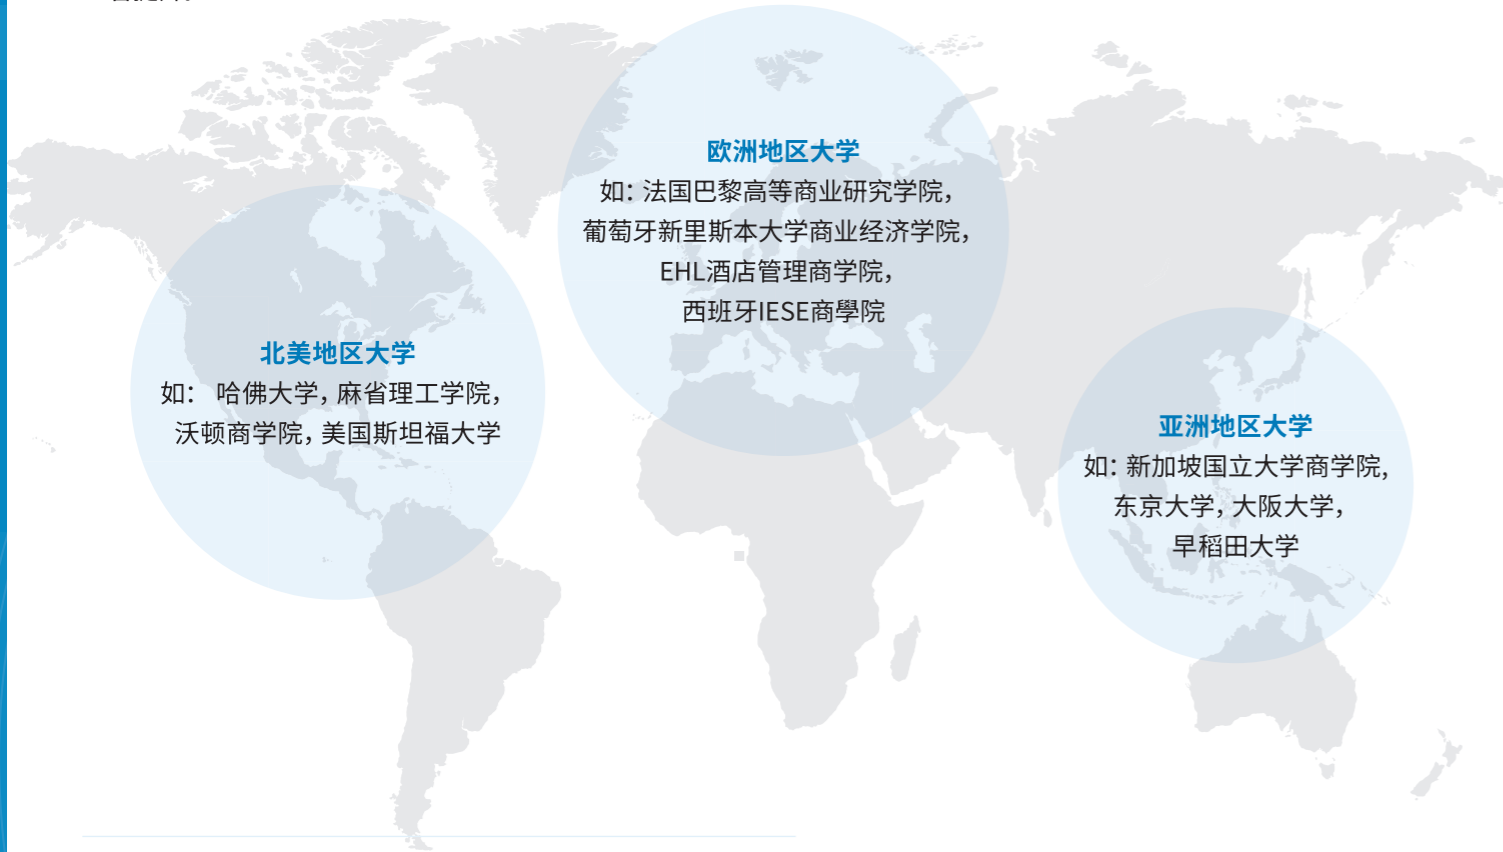 欧洲地区大学
如：法国巴黎高等商业研究学院，
葡萄牙新里斯本大学商业经济学院，
EHL酒店管理商学院，
西班牙IESE商學院
北美地区大学
如： 哈佛大学，麻省理工学院，
沃顿商学院，美国斯坦福大学
亚洲地区大学
如：新加坡国立大学商学院，
东京大学，大阪大学，
早稻田大学